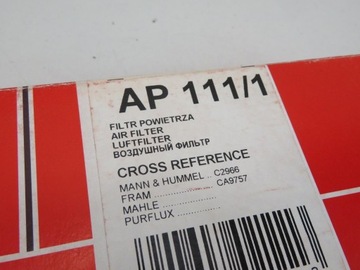 AP 111/1
FILTR POWIETRZA
AIR FILTER
LUFTFILTER
ВОЗДУШНЫЙ ФИЛЬТР
CROSS REFERENCE
MANN & HUMMEL .. C2966
FRAM .................. CA9757
MAHLE ..................
PURFLUX ..................